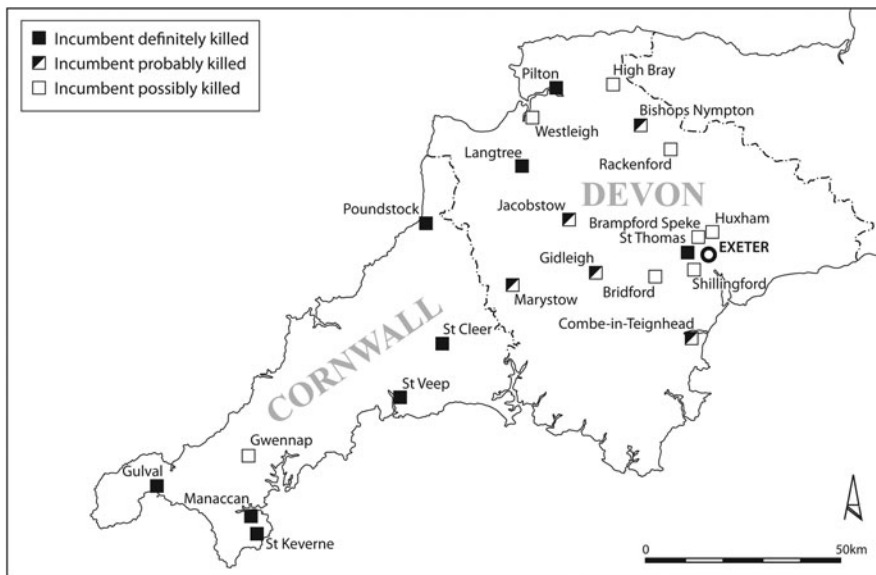 Incumbent definitely killed
Incumbent probably killed
Incumbent possibly killed
High Bray
Pilton
Bishops Nympton
Westleigh
Langtree
Rackenford
DEVON
Jacobstow
Poundstock
Brampford Speke
Huxham
St Thomas
EXETER
Gidleigh
Shillingford
Bridford
Marystow
Combe-in-Teignhead
St Cleer
CORNWALL
St Veep
Gwennap
Gulval
Manaccan
St Keverne
0
50km